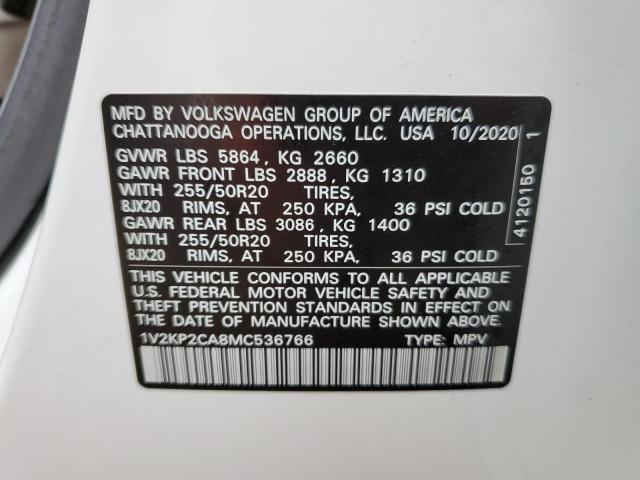 MFD BY VOLKSWAGEN GROUP OF AMERICA
CHATTANOOGA OPERATIONS, LLC. USA 10/2020
GVWR LBS 5864, KG 2660
GAWR FRONT LBS 2888, KG 1310
WITH 255/50R20 TIRES,
8JX20 RIMS, AT 250 KPA, 36 PSI COLD
GAWR REAR LBS 3086, KG 1400
WITH 255/50R20 TIRES,
8JX20 RIMS, AT 250 KPA, 36 PSI COLD
THIS VEHICLE CONFORMS TO ALL APPLICABLE
U.S. FEDERAL MOTOR VEHICLE SAFETY AND
THEFT PREVENTION STANDARDS IN EFFECT ON
THE DATE OF MANUFACTURE SHOWN ABOVE.
1V2KP2CA8MC536766 TYPE: MPV
4120150 1